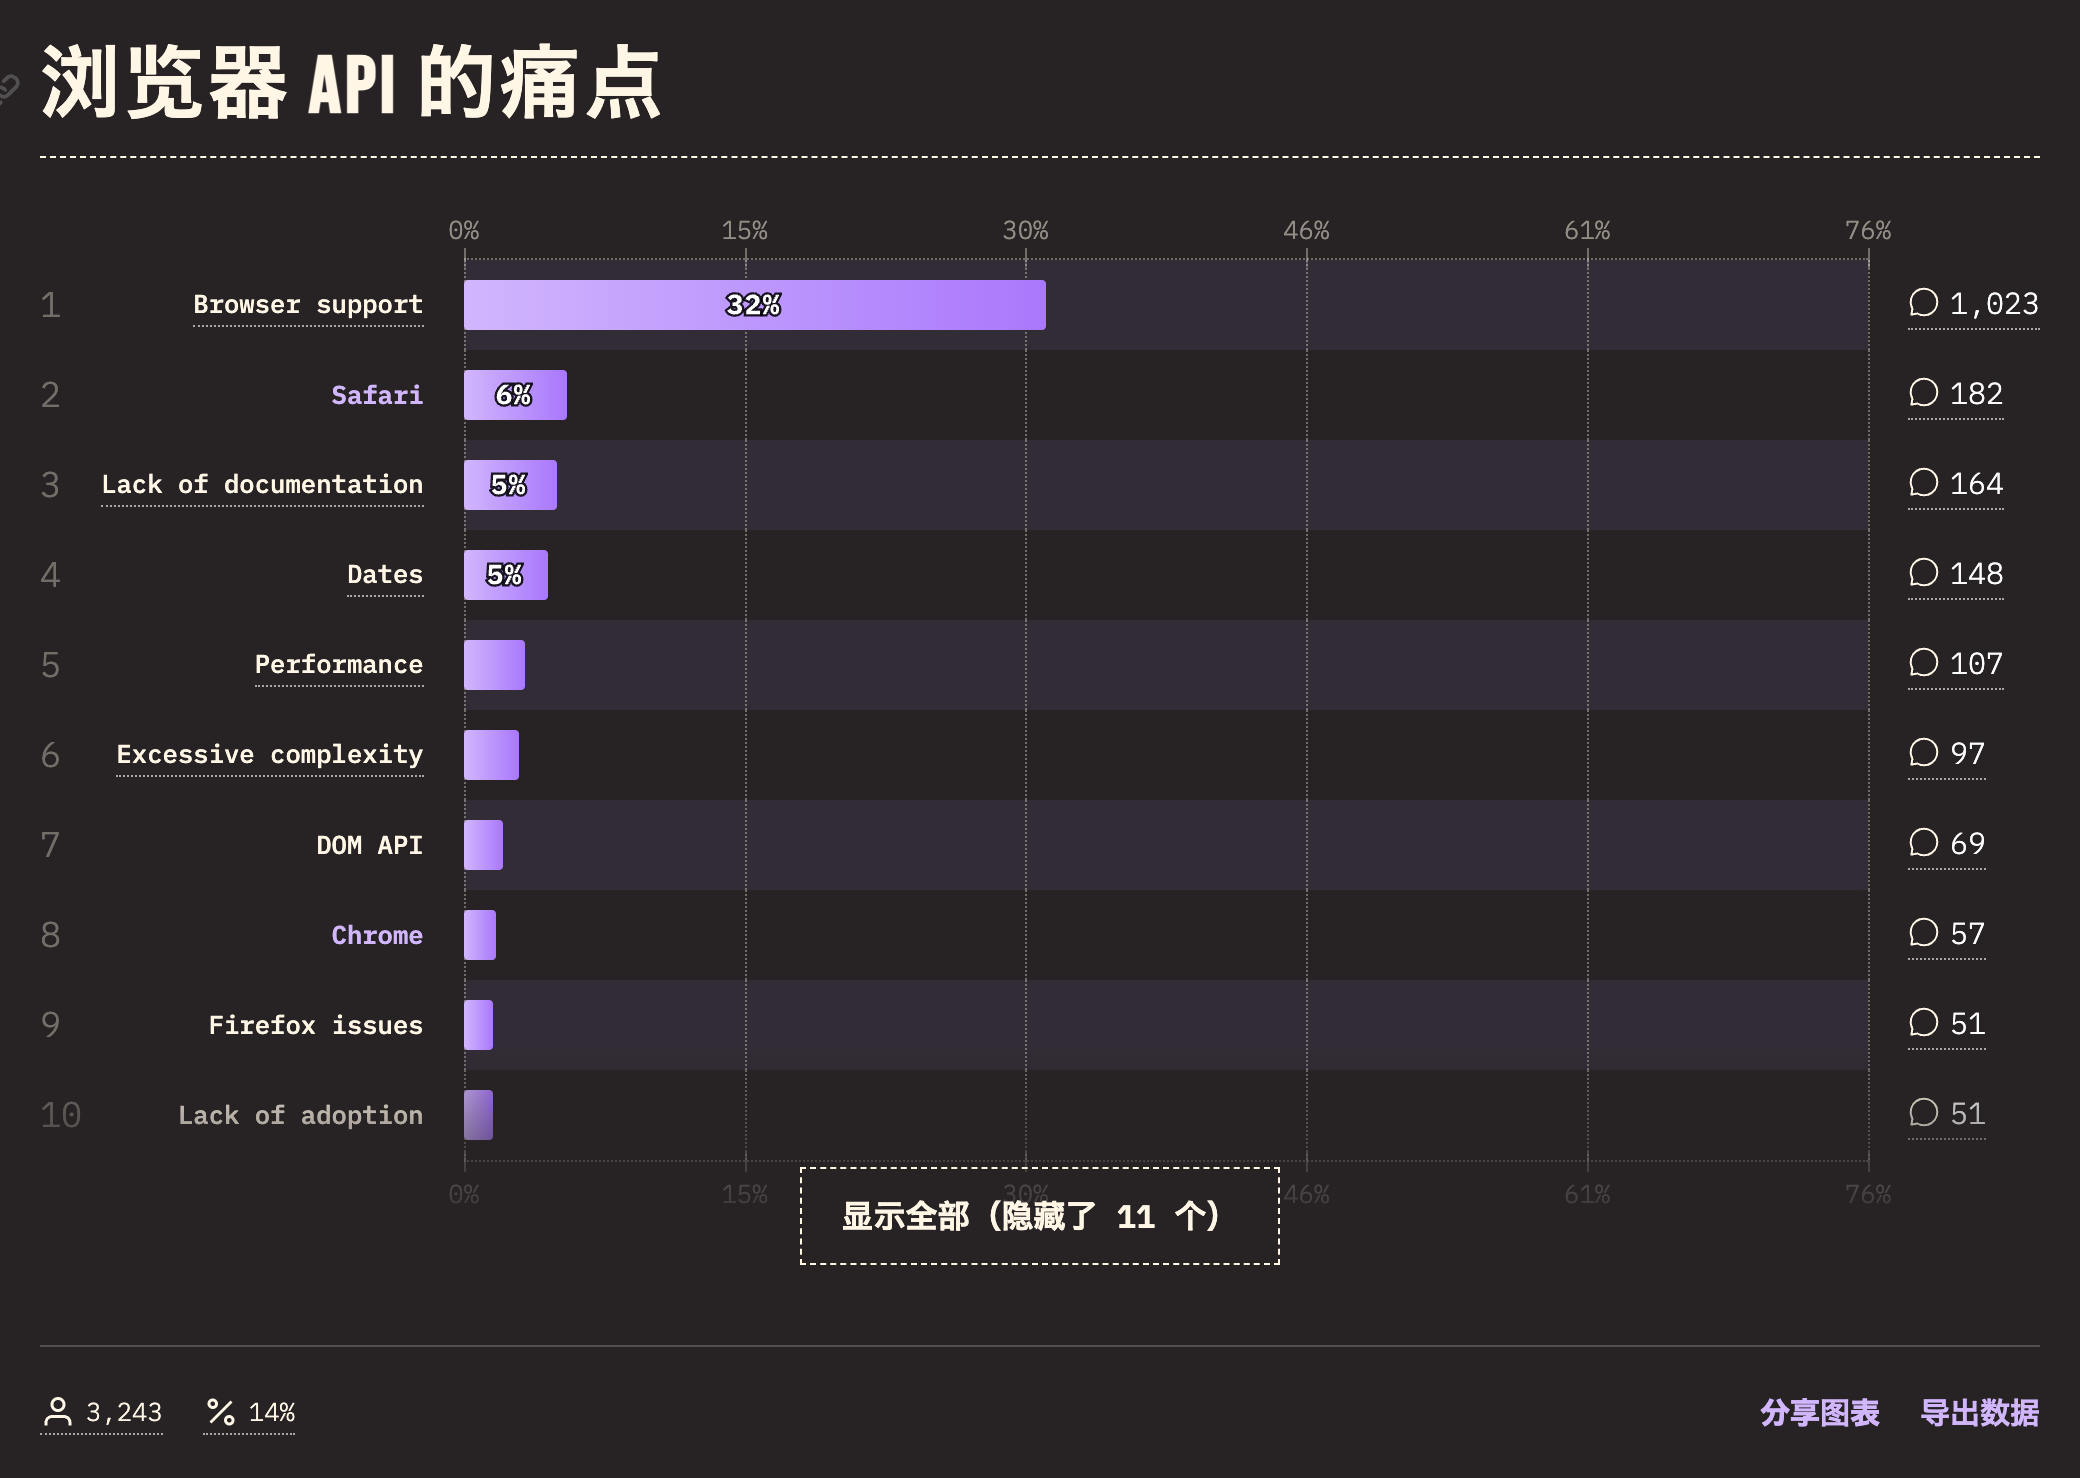 浏览器 API 的痛点
0% 15% 30% 46% 61% 76%
1 Browser support 32% 1,023
2 Safari 6% 182
3 Lack of documentation 5% 164
4 Dates 5% 148
5 Performance 107
6 Excessive complexity 97
7 DOM API 69
8 Chrome 57
9 Firefox issues 51
10 Lack of adoption 51
0% 15% 30% 46% 61% 76%
显示全部（隐藏了 11 个）
3,243 14% 分享图表 导出数据